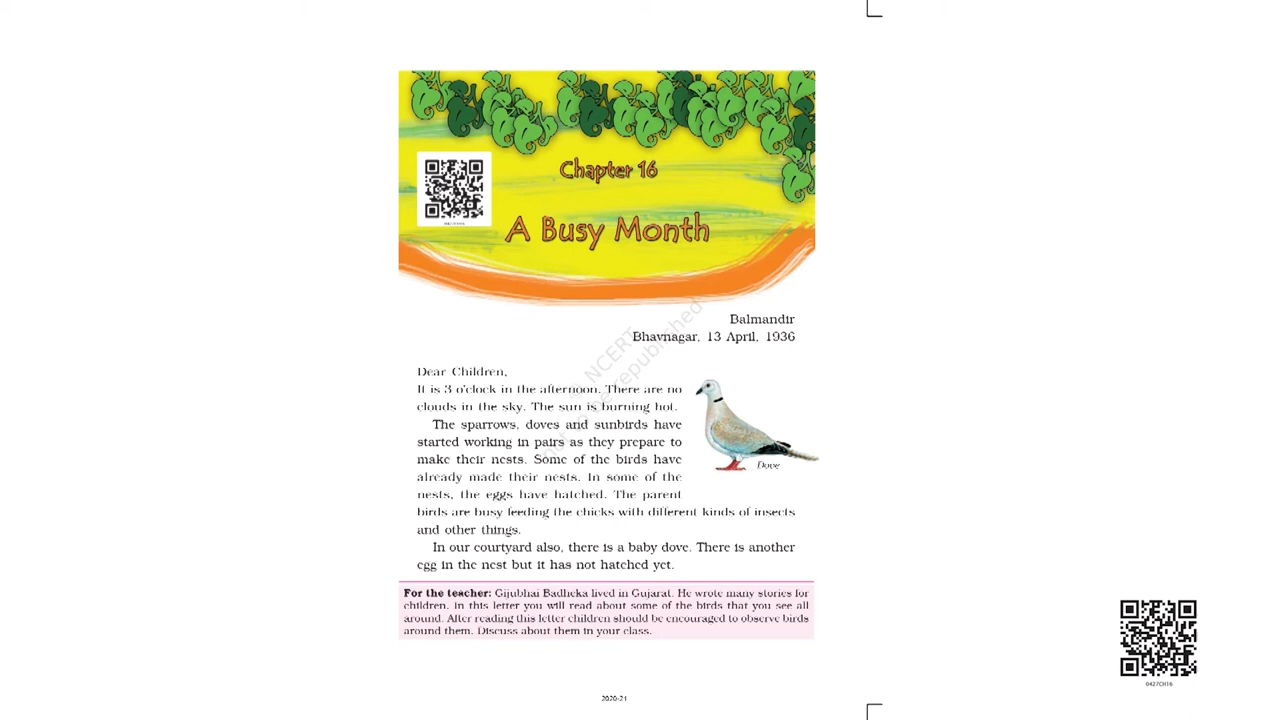 Chapter 16
A Busy Month
Balmandir
Bhavnagar, 13 April, 1936
Dear Children,
It is 3 o'clock in the afternoon. There are no
clouds in the sky. The sun is burning hot.
The sparrows, doves and sunbirds have
started working in pairs as they prepare to
make their nests. Some of the birds have
already made their nests. In some of the
nests, the eggs have hatched. The parent
birds are busy feeding the chicks with different kinds of insects
and other things.
Dove
In our courtyard also, there is a baby dove. There is another
egg in the nest but it has not hatched yet.
For the teacher: Gijubhai Badheka lived in Gujarat. He wrote many stories for
children. In this letter you will read about some of the birds that you see all
around. After reading this letter children should be encouraged to observe birds
around them. Discuss about them in your class.
2020-21
0427CH16
© NCERT
not to be republished